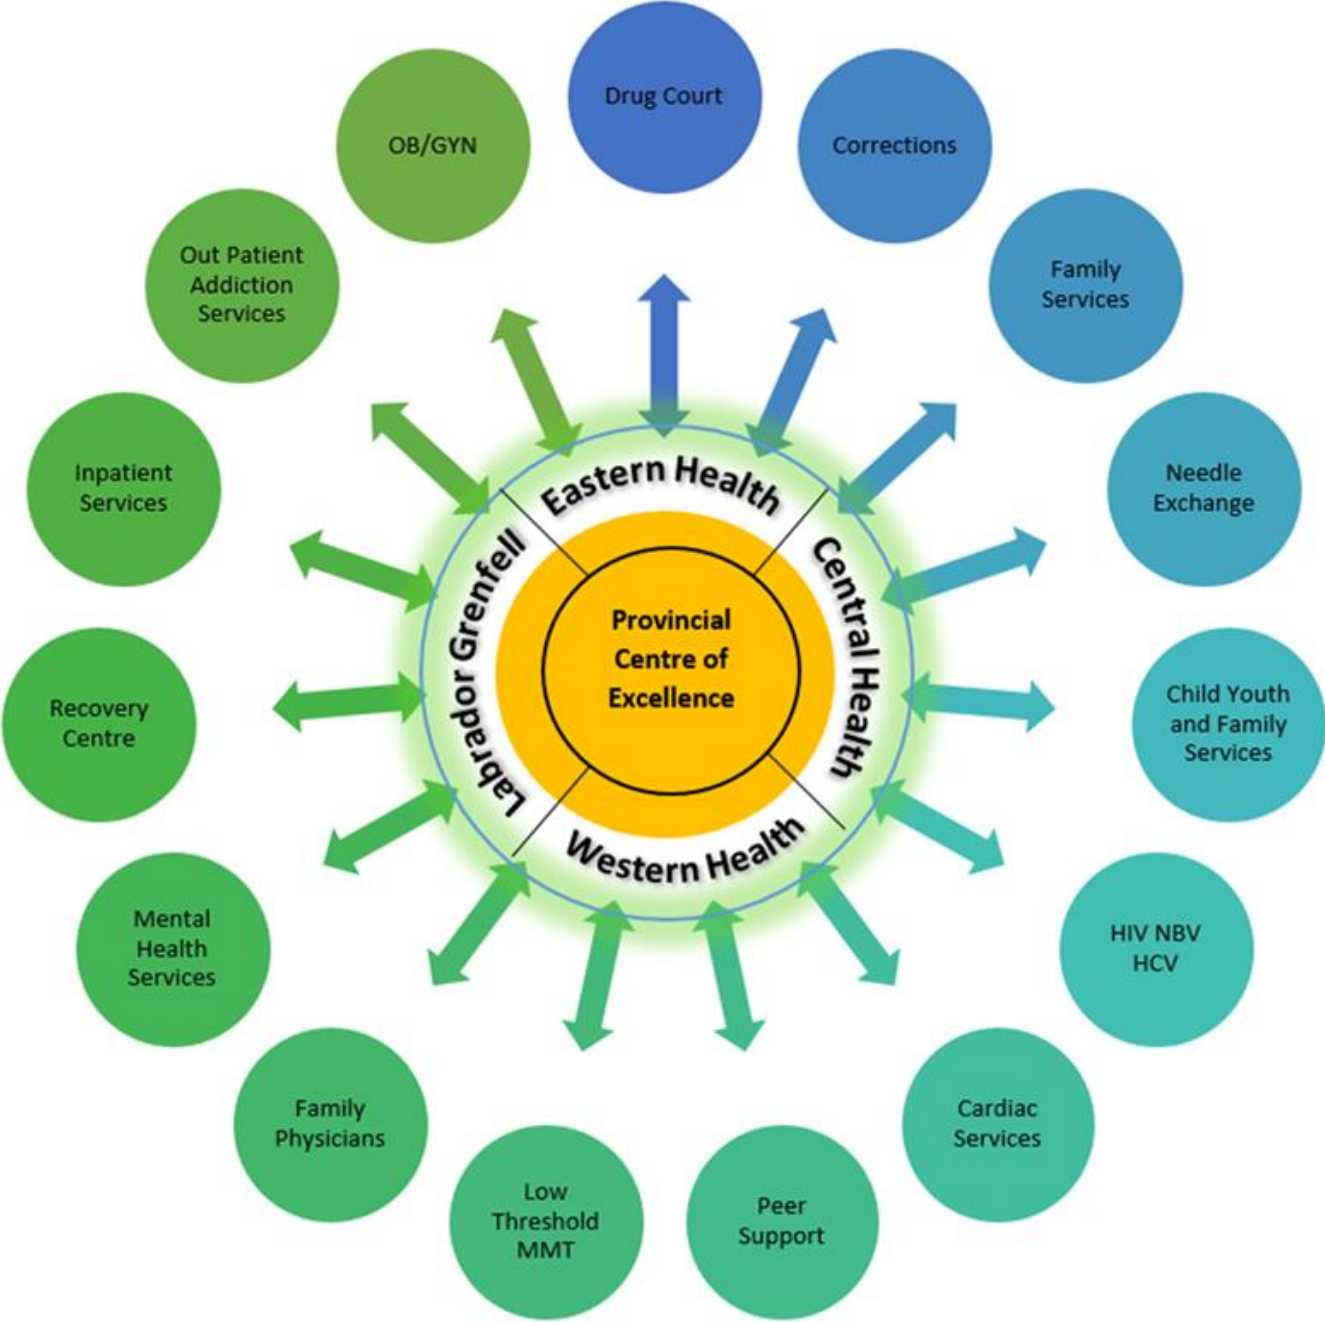 Drug Court
Corrections
Family
Services
Needle
Exchange
Child Youth
and Family
Services
HIV NBV
HCV
Cardiac
Services
Peer
Support
Low
Threshold
MMT
Family
Physicians
Mental
Health
Services
Recovery
Centre
Inpatient
Services
Out Patient
Addiction
Services
OB/GYN
Eastern Health
Central Health
Western Health
Labrador Grenfell
Provincial
Centre of
Excellence